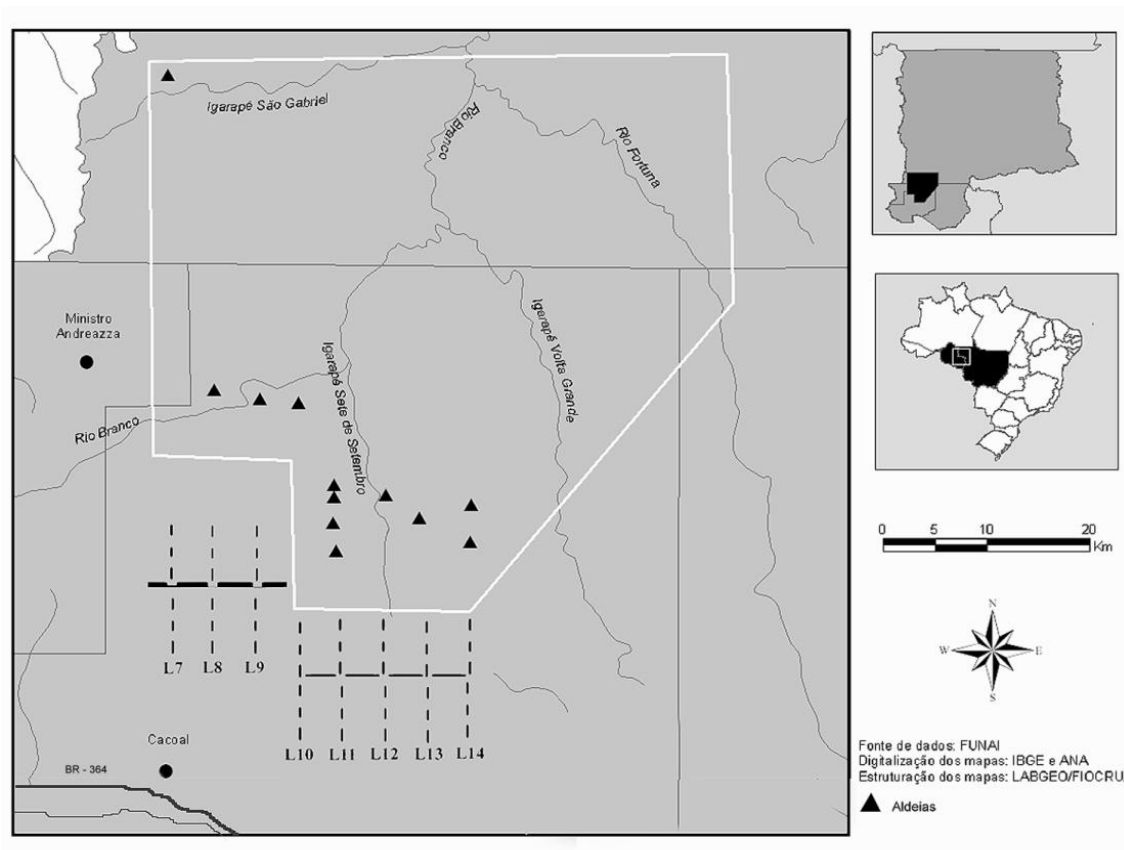 Igarapé São Gabriel
Rio Branco
Rio Fortuna
Ministro
Andreazza
Igarapé Volta Grande
Igarapé Sete de Setembro
Rio Branco
L7 L8 L9
L10 L11 L12 L13 L14
Cacoal
BR - 364
0 5 10 20
Km
N
W E
S
Fonte de dados: FUNAI
Digitalização dos mapas: IBGE e ANA
Estruturação dos mapas: LABGEO/FIOCRU
Aldeias